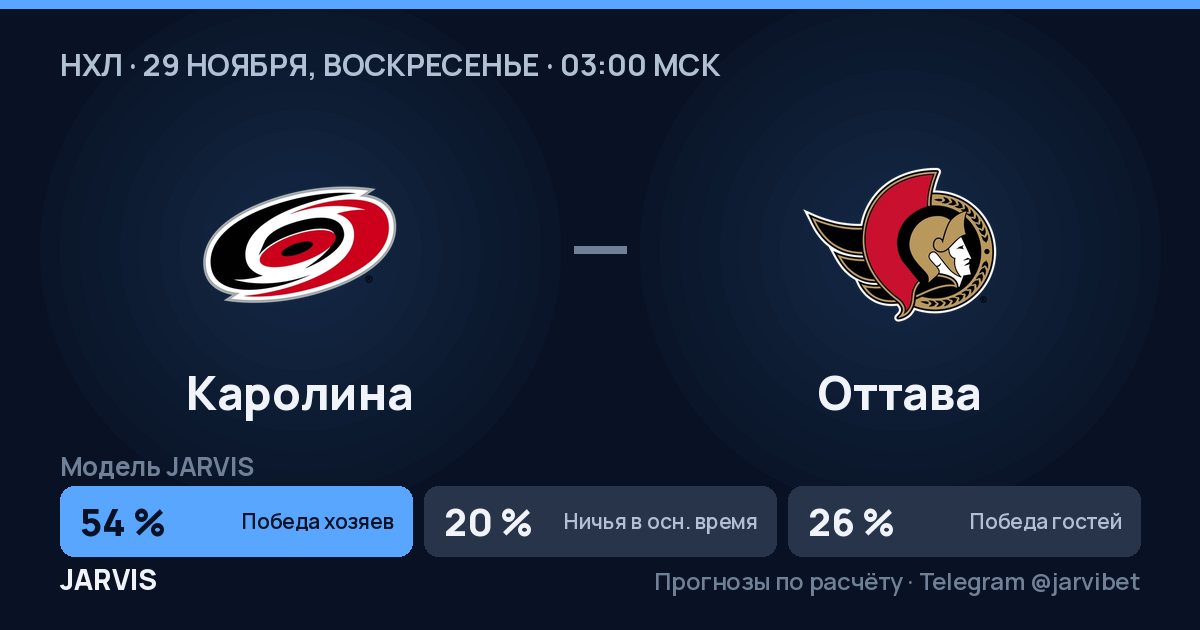 НХЛ · 29 НОЯБРЯ, ВОСКРЕСЕНЬЕ · 03:00 МСК
Каролина
Оттава
Модель JARVIS
54 % Победа хозяев
20 % Ничья в осн. время
26 % Победа гостей
JARVIS
Прогнозы по расчёту · Telegram @jarvibet